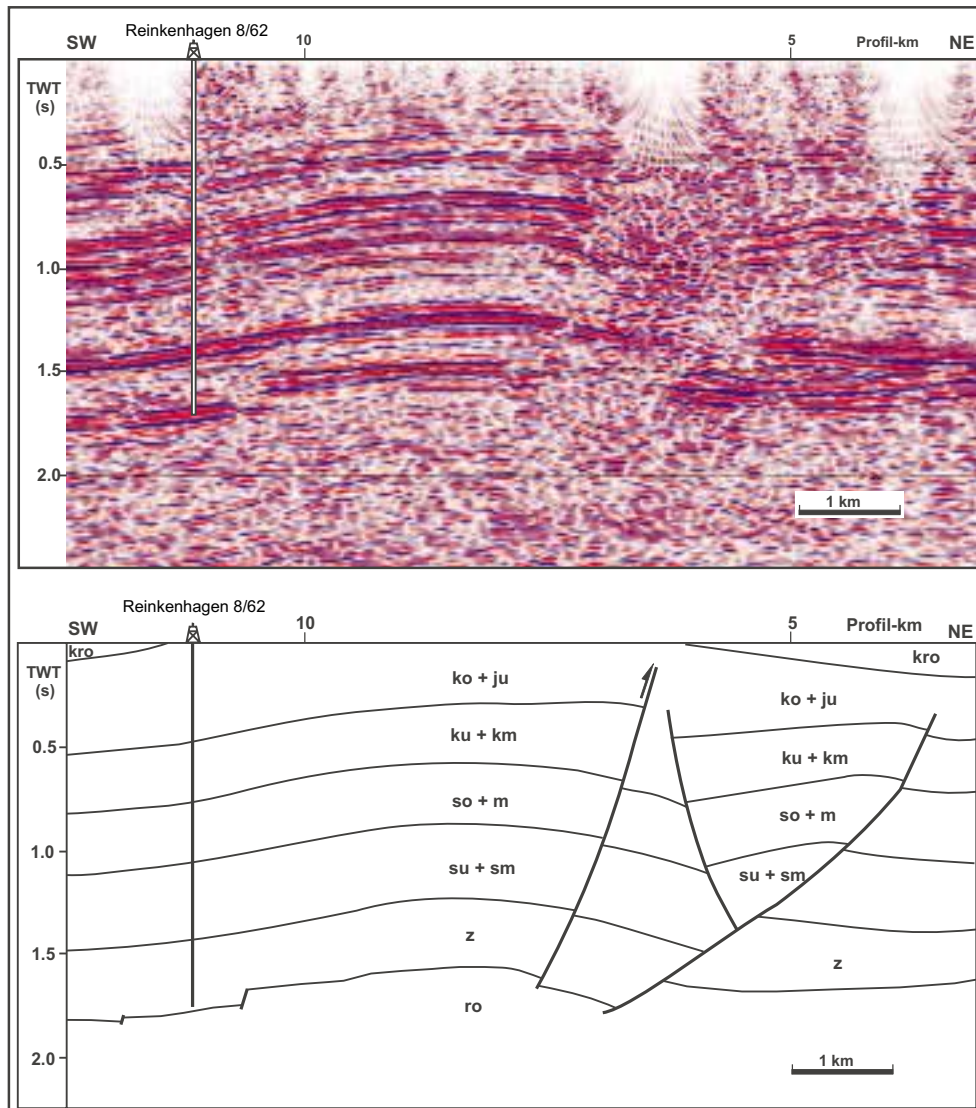 Reinkenhagen 8/62
SW 10 5 Profil-km NE
TWT
(s)
0.5
1.0
1.5
2.0
1 km
Reinkenhagen 8/62
SW 10 5 Profil-km NE
kro kro
TWT
(s)
ko + ju ko + ju
0.5
ku + km ku + km
so + m so + m
1.0
su + sm su + sm
1.5
z z
ro
2.0
1 km